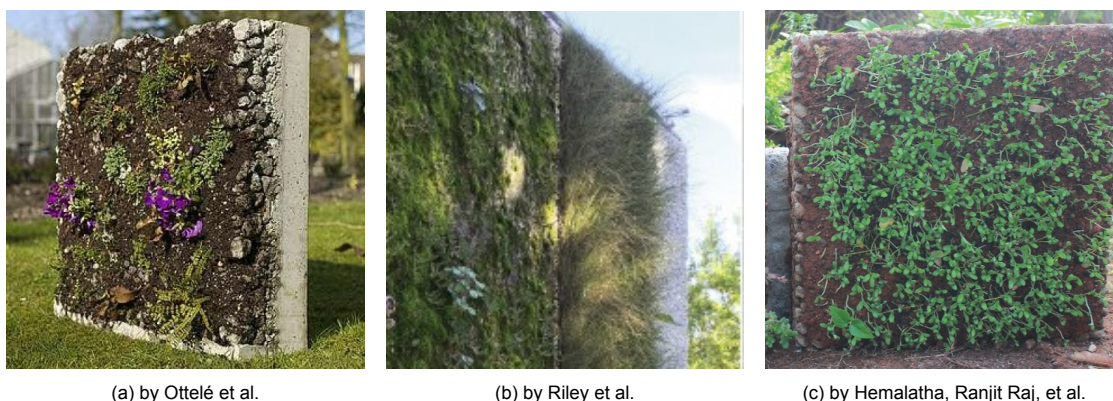 (a) by Ottelé et al.
(b) by Riley et al.
(c) by Hemalatha, Ranjit Raj, et al.